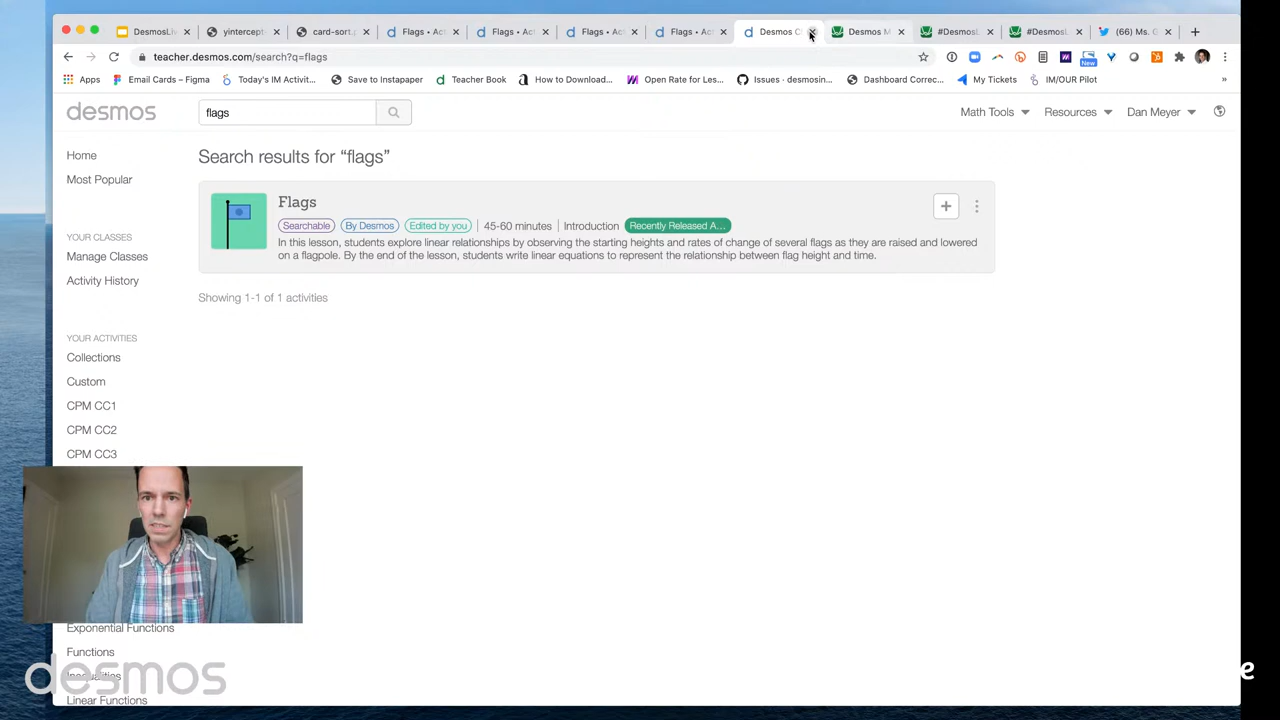 DesmosLiv
yintercept
card-sort.p
Flags • Act
Flags • Act
Flags • Act
Flags • Act
Desmos C
Desmos M
#DesmosL
#DesmosL
(66) Ms. G
teacher.desmos.com/search?q=flags
Apps
Email Cards – Figma
Today's IM Activit...
Save to Instapaper
Teacher Book
How to Download...
Open Rate for Les...
Issues · desmosin...
Dashboard Correc...
New
My Tickets
IM/OUR Pilot
»
desmos
flags
Math Tools
Resources
Dan Meyer
Home
Most Popular
YOUR CLASSES
Manage Classes
Activity History
YOUR ACTIVITIES
Collections
Custom
CPM CC1
CPM CC2
CPM CC3
Search results for “flags”
Flags
Searchable By Desmos Edited by you 45-60 minutes Introduction Recently Released A...
In this lesson, students explore linear relationships by observing the starting heights and rates of change of several flags as they are raised and lowered
on a flagpole. By the end of the lesson, students write linear equations to represent the relationship between flag height and time.
Showing 1-1 of 1 activities
Exponential Functions
Functions
Linear Functions
desmos
e